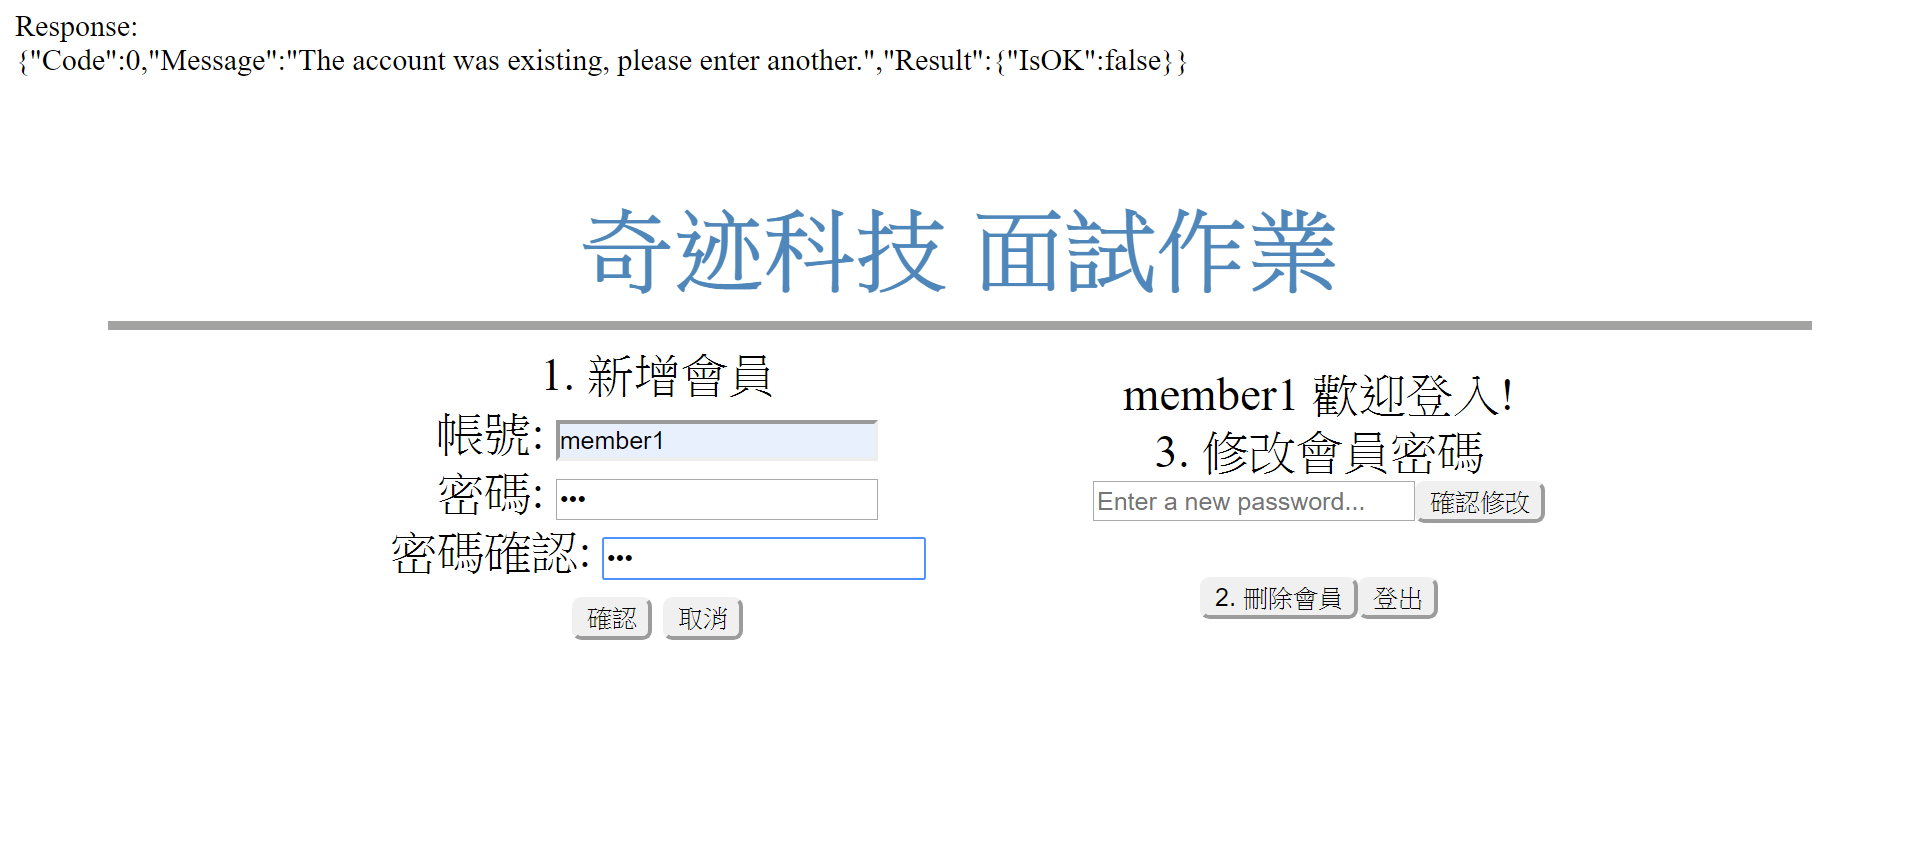 Response:
{"Code":0,"Message":"The account was existing, please enter another.","Result":{"IsOK":false}}
奇迹科技 面試作業
1. 新增會員
帳號: member1
密碼: •••
密碼確認: •••
確認 取消
member1 歡迎登入!
3. 修改會員密碼
Enter a new password... 確認修改
2. 刪除會員 登出